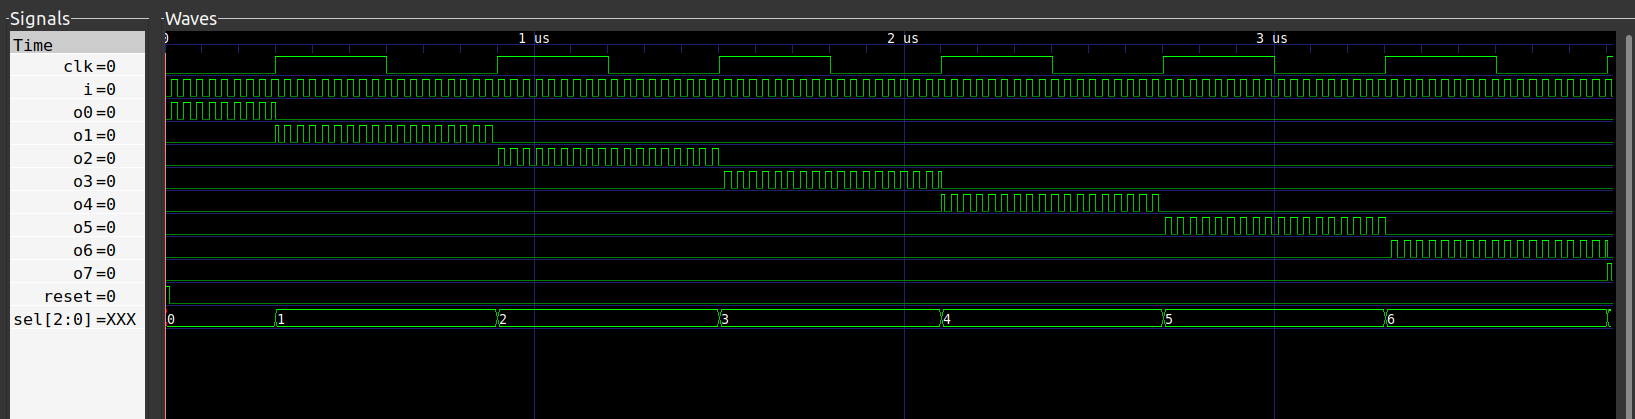 Signals Waves
Time 0 1 us 2 us 3 us
clk=0
i=0
o0=0
o1=0
o2=0
o3=0
o4=0
o5=0
o6=0
o7=0
reset=0
sel[2:0]=XXX 0 1 2 3 4 5 6